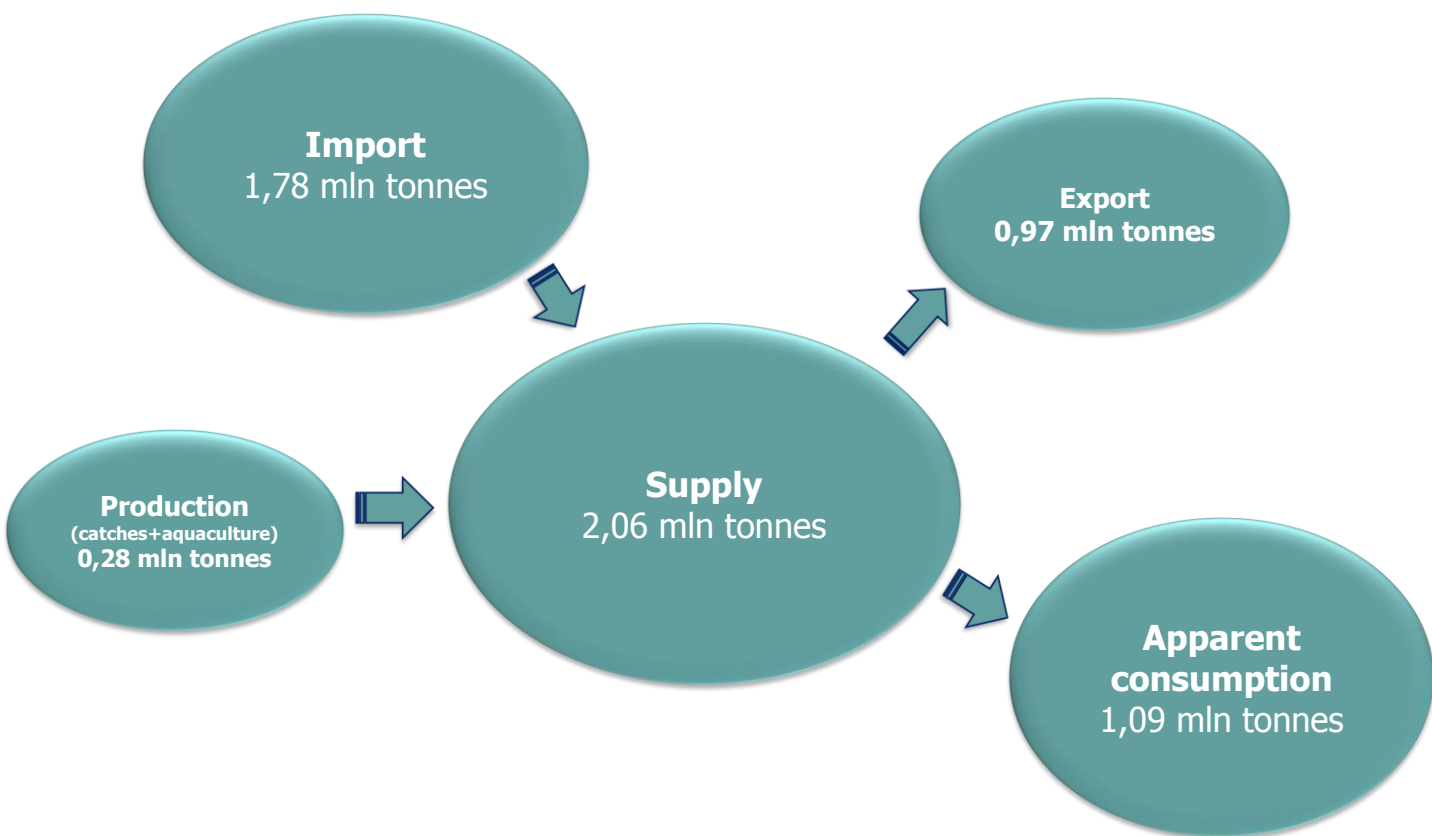 Import
1,78 mln tonnes
Export
0,97 mln tonnes
Supply
2,06 mln tonnes
Production
(catches+aquaculture)
0,28 mln tonnes
Apparent
consumption
1,09 mln tonnes